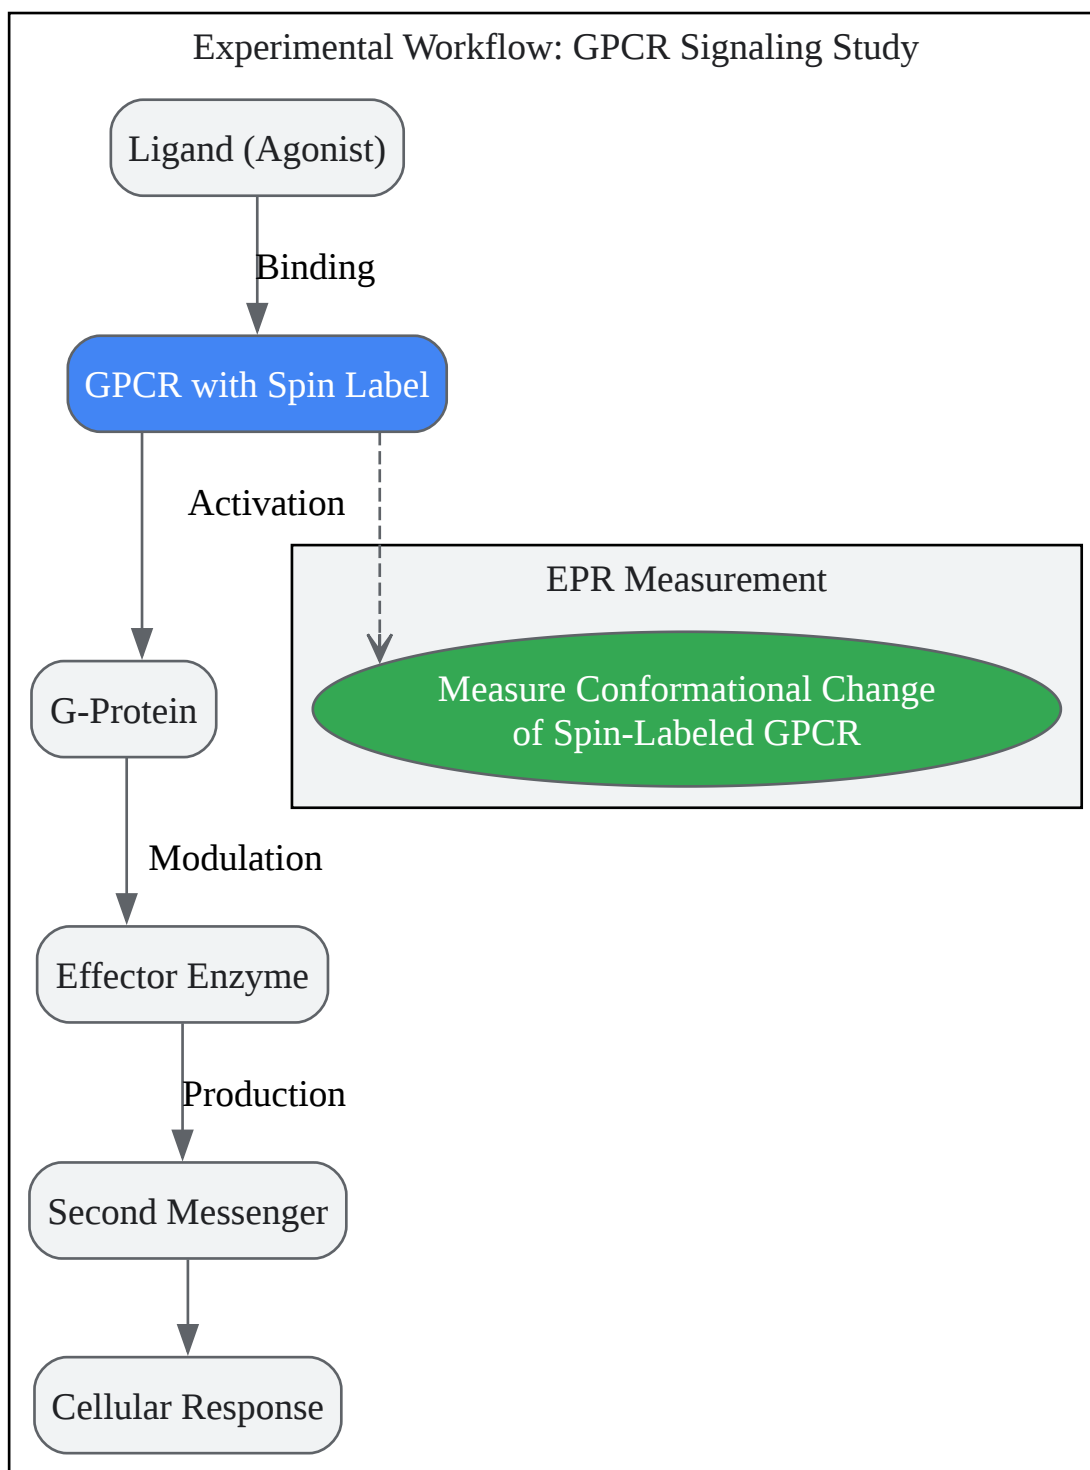 Experimental Workflow: GPCR Signaling Study
Ligand (Agonist)
Binding
GPCR with Spin Label
Activation
EPR Measurement
Measure Conformational Change
of Spin-Labeled GPCR
G-Protein
Modulation
Effector Enzyme
Production
Second Messenger
Cellular Response